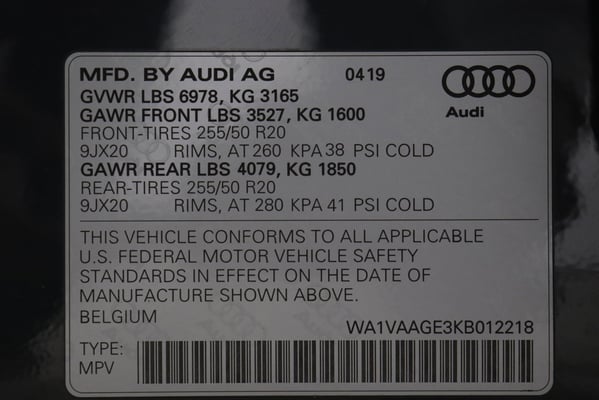 MFD. BY AUDI AG 0419
Audi
GVWR LBS 6978, KG 3165
GAWR FRONT LBS 3527, KG 1600
FRONT-TIRES 255/50 R20
9JX20 RIMS, AT 260 KPA 38 PSI COLD
GAWR REAR LBS 4079, KG 1850
REAR-TIRES 255/50 R20
9JX20 RIMS, AT 280 KPA 41 PSI COLD
THIS VEHICLE CONFORMS TO ALL APPLICABLE
U.S. FEDERAL MOTOR VEHICLE SAFETY
STANDARDS IN EFFECT ON THE DATE OF
MANUFACTURE SHOWN ABOVE.
BELGIUM
WA1VAAGE3KB012218
TYPE:
MPV